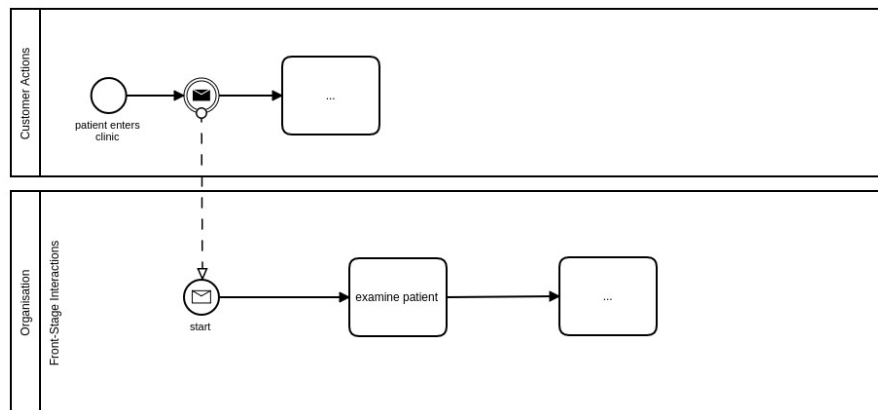 Customer Actions
patient enters
clinic
...
Organisation
Front-Stage Interactions
start
examine patient
...